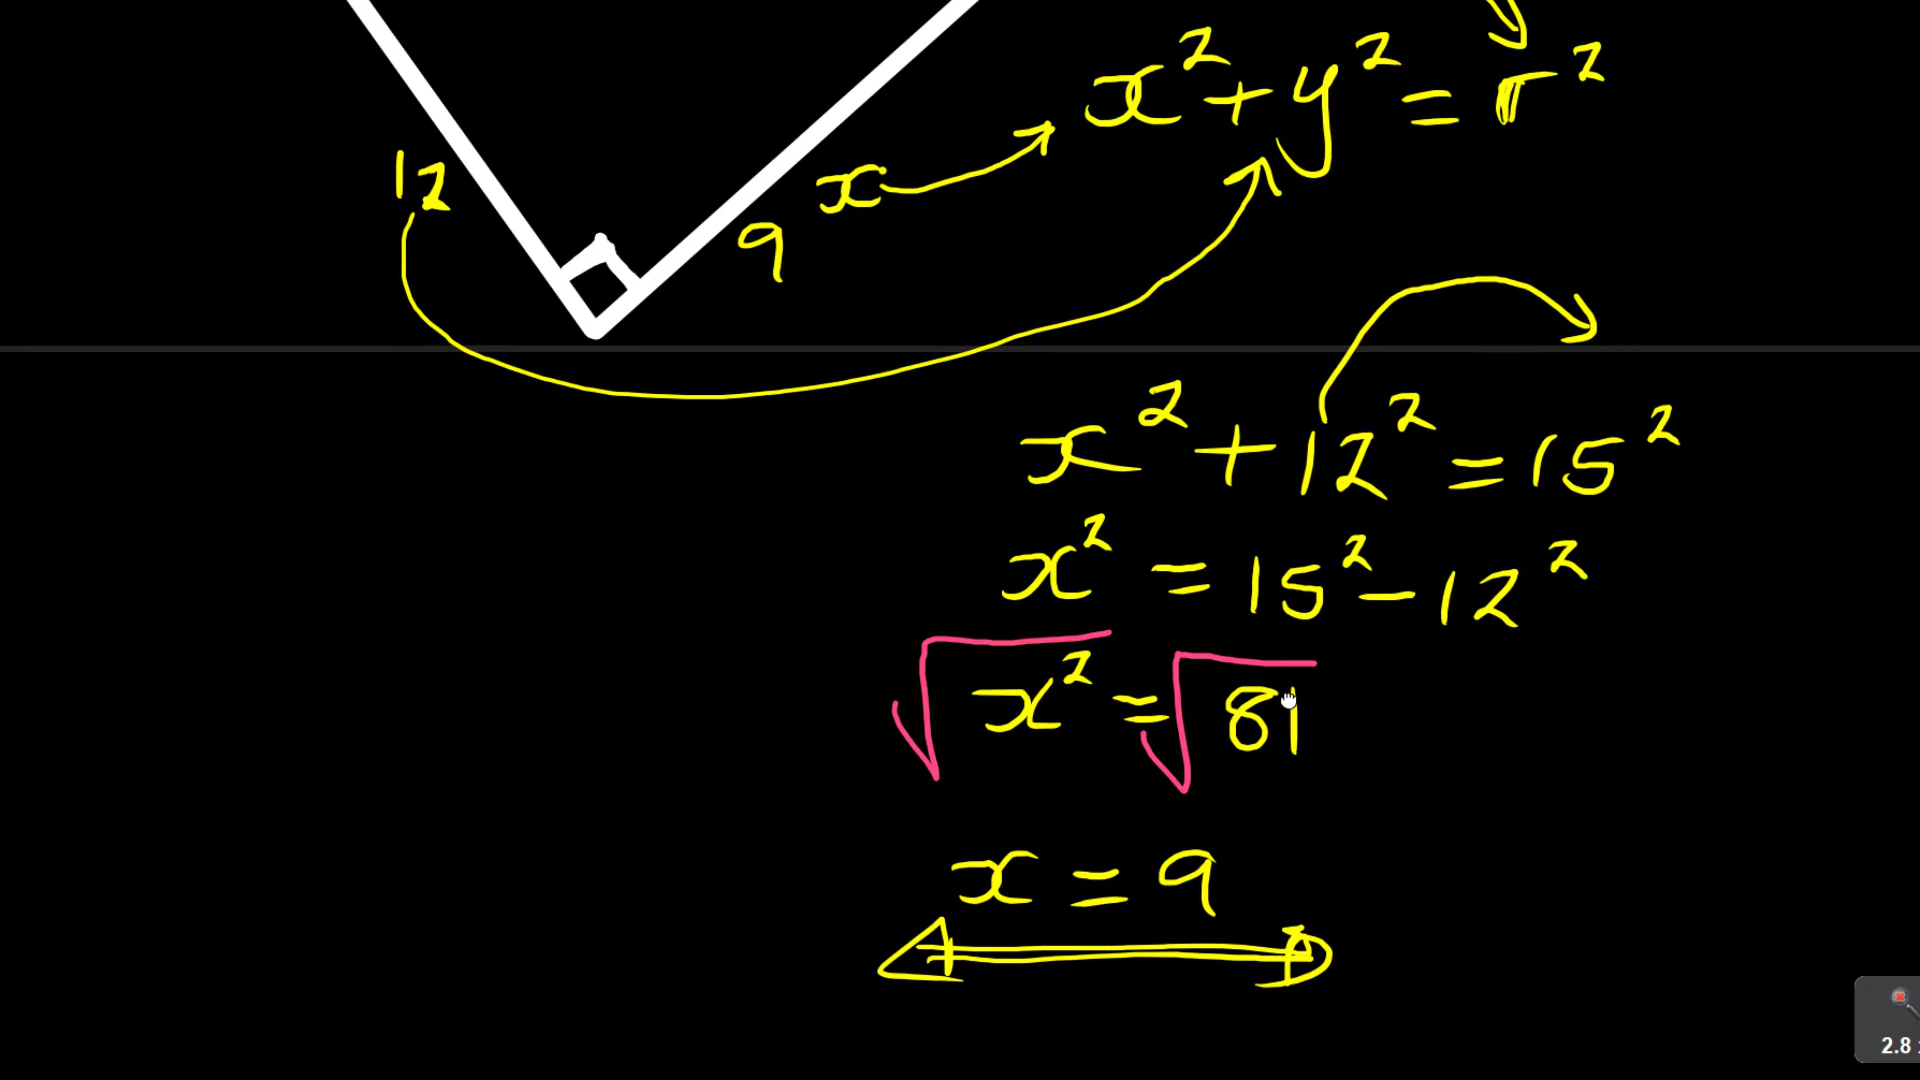 x² + y² = r²
12
x
9
x² + 12² = 15²
x² = 15² - 12²
√x² = √81
x = 9
2.8